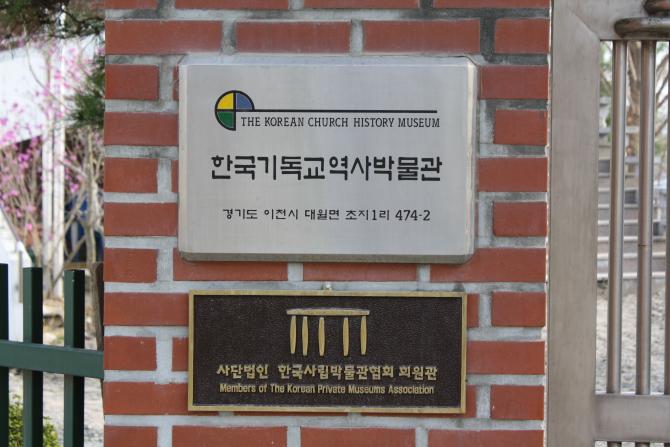 THE KOREAN CHURCH HISTORY MUSEUM
한국기독교역사박물관
경기도 이천시 대월면 초지1리 474-2
사단법인 한국사립박물관협회 회원관
Members of The Korean Private Museums Association